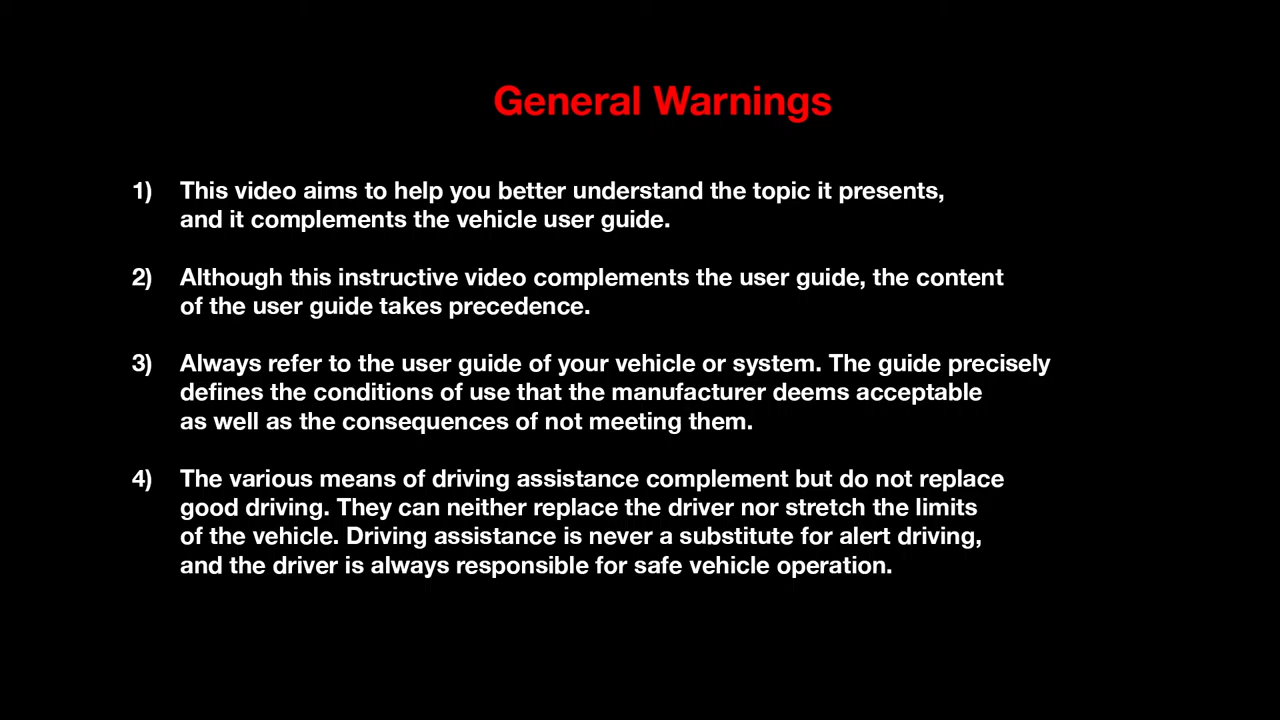 General Warnings
1) This video aims to help you better understand the topic it presents,
and it complements the vehicle user guide.
2) Although this instructive video complements the user guide, the content
of the user guide takes precedence.
3) Always refer to the user guide of your vehicle or system. The guide precisely
defines the conditions of use that the manufacturer deems acceptable
as well as the consequences of not meeting them.
4) The various means of driving assistance complement but do not replace
good driving. They can neither replace the driver nor stretch the limits
of the vehicle. Driving assistance is never a substitute for alert driving,
and the driver is always responsible for safe vehicle operation.